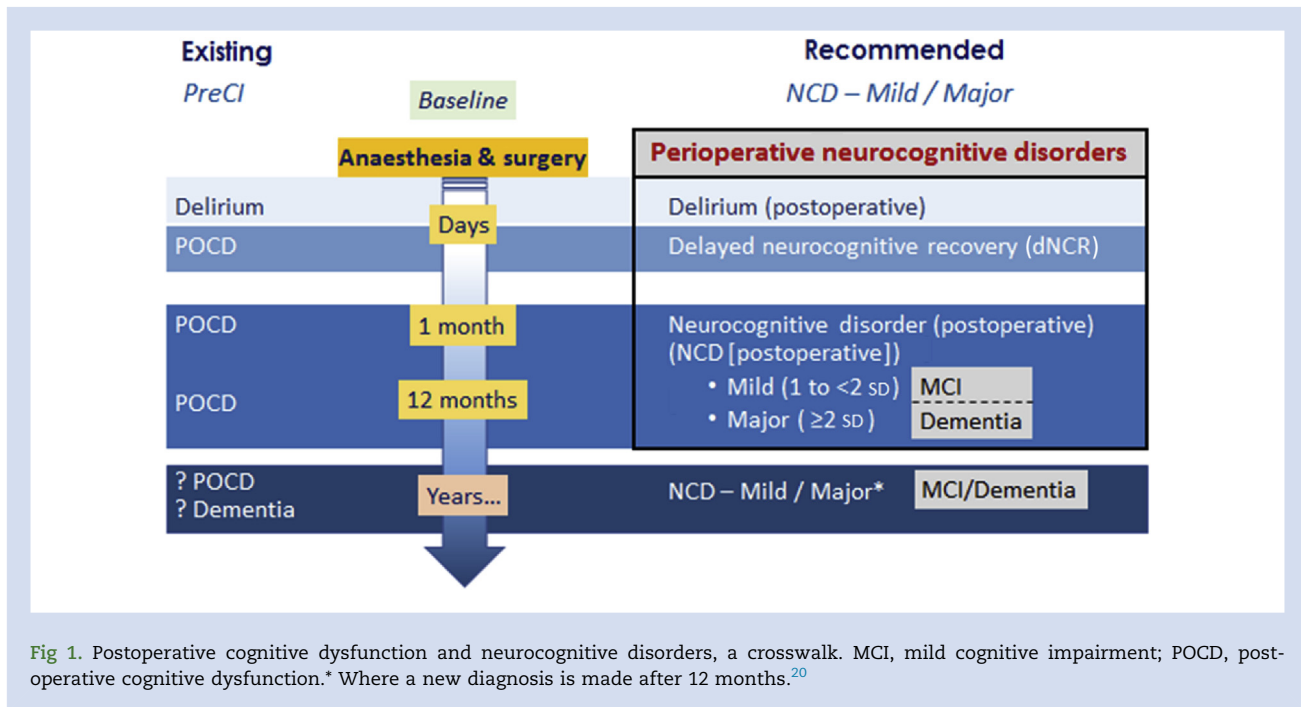 Existing
Recommended
PreCI
Baseline
NCD – Mild / Major
Anaesthesia & surgery
Perioperative neurocognitive disorders
Delirium
Days
Delirium (postoperative)
POCD
Delayed neurocognitive recovery (dNCR)
POCD
1 month
Neurocognitive disorder (postoperative)
(NCD [postoperative])
• Mild (1 to <2 SD)
MCI
POCD
12 months
• Major ( ≥2 SD )
Dementia
? POCD
? Dementia
Years...
NCD – Mild / Major*
MCI/Dementia
Fig 1. Postoperative cognitive dysfunction and neurocognitive disorders, a crosswalk. MCI, mild cognitive impairment; POCD, post-
operative cognitive dysfunction.* Where a new diagnosis is made after 12 months.20